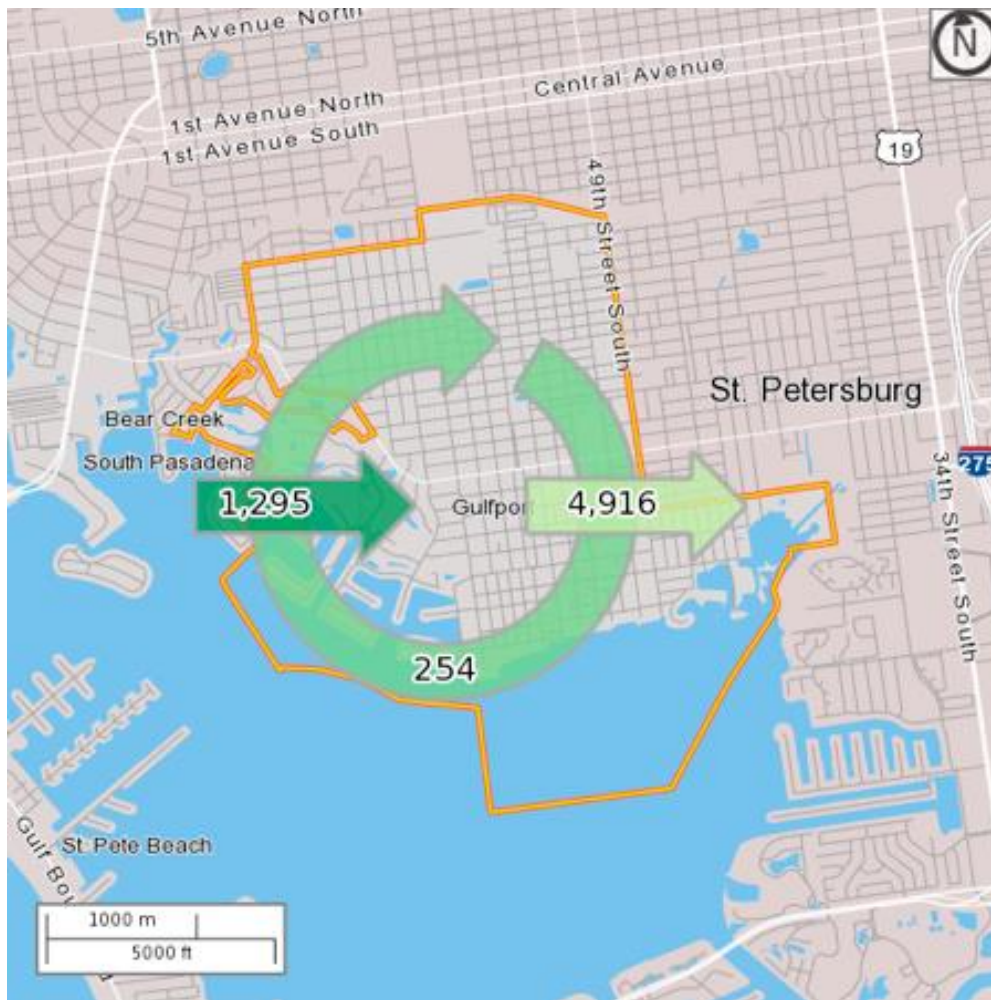 5th Avenue North
N
Central Avenue
1st Avenue North
1st Avenue South
19
49th Street South
St. Petersburg
Bear Creek
South Pasadena
275
1,295
4,916
34th Street South
254
St. Pete Beach
1000 m
5000 ft